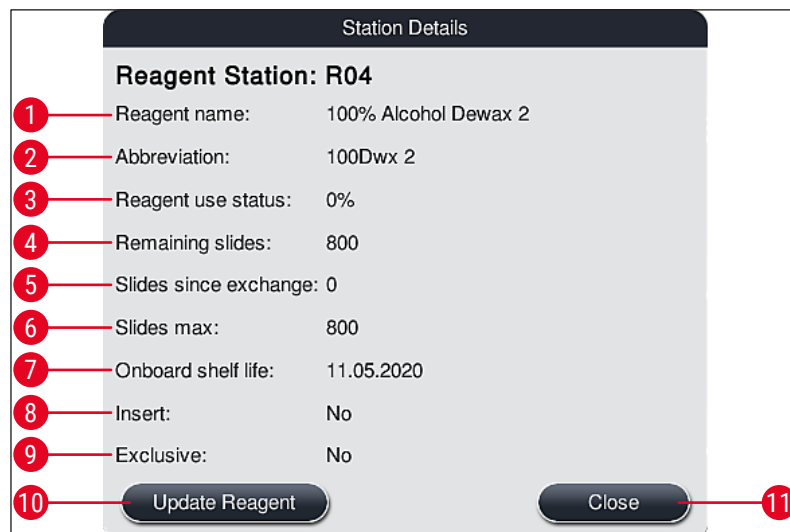 Station Details
Reagent Station: R04
1 Reagent name: 100% Alcohol Dewax 2
2 Abbreviation: 100Dwx 2
3 Reagent use status: 0%
4 Remaining slides: 800
5 Slides since exchange: 0
6 Slides max: 800
7 Onboard shelf life: 11.05.2020
8 Insert: No
9 Exclusive: No
10 Update Reagent Close 11